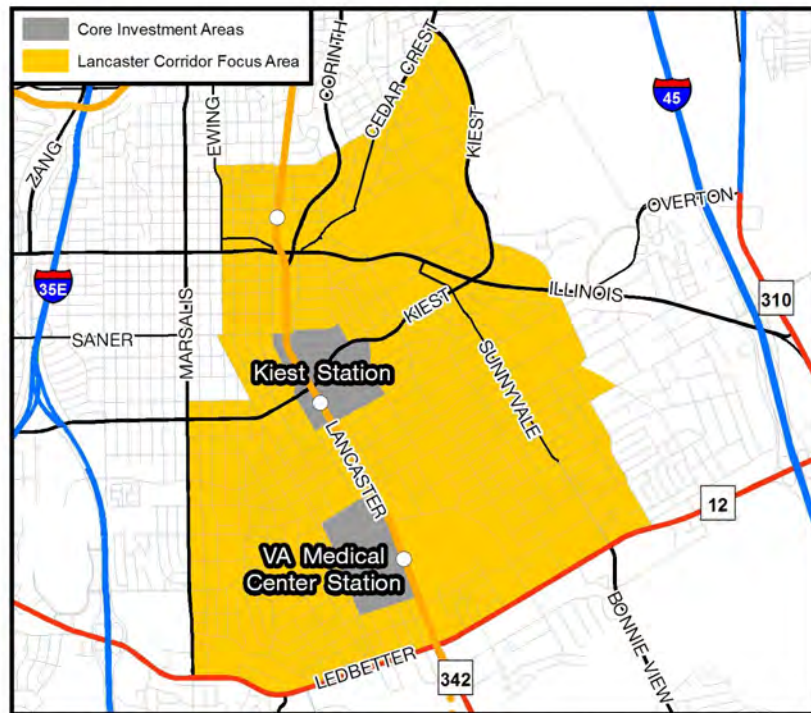 Core Investment Areas
Lancaster Corridor Focus Area
ZANG
EWING
CORINTH
CEDAR CREST
KIEST
45
OVERTON
35E
MARSALIS
SANER
ILLINOIS
310
KIEST
SUNNYVALE
Kiest Station
LANCASTER
12
VA Medical
Center Station
BONNIE VIEW
LEDBETTER
342